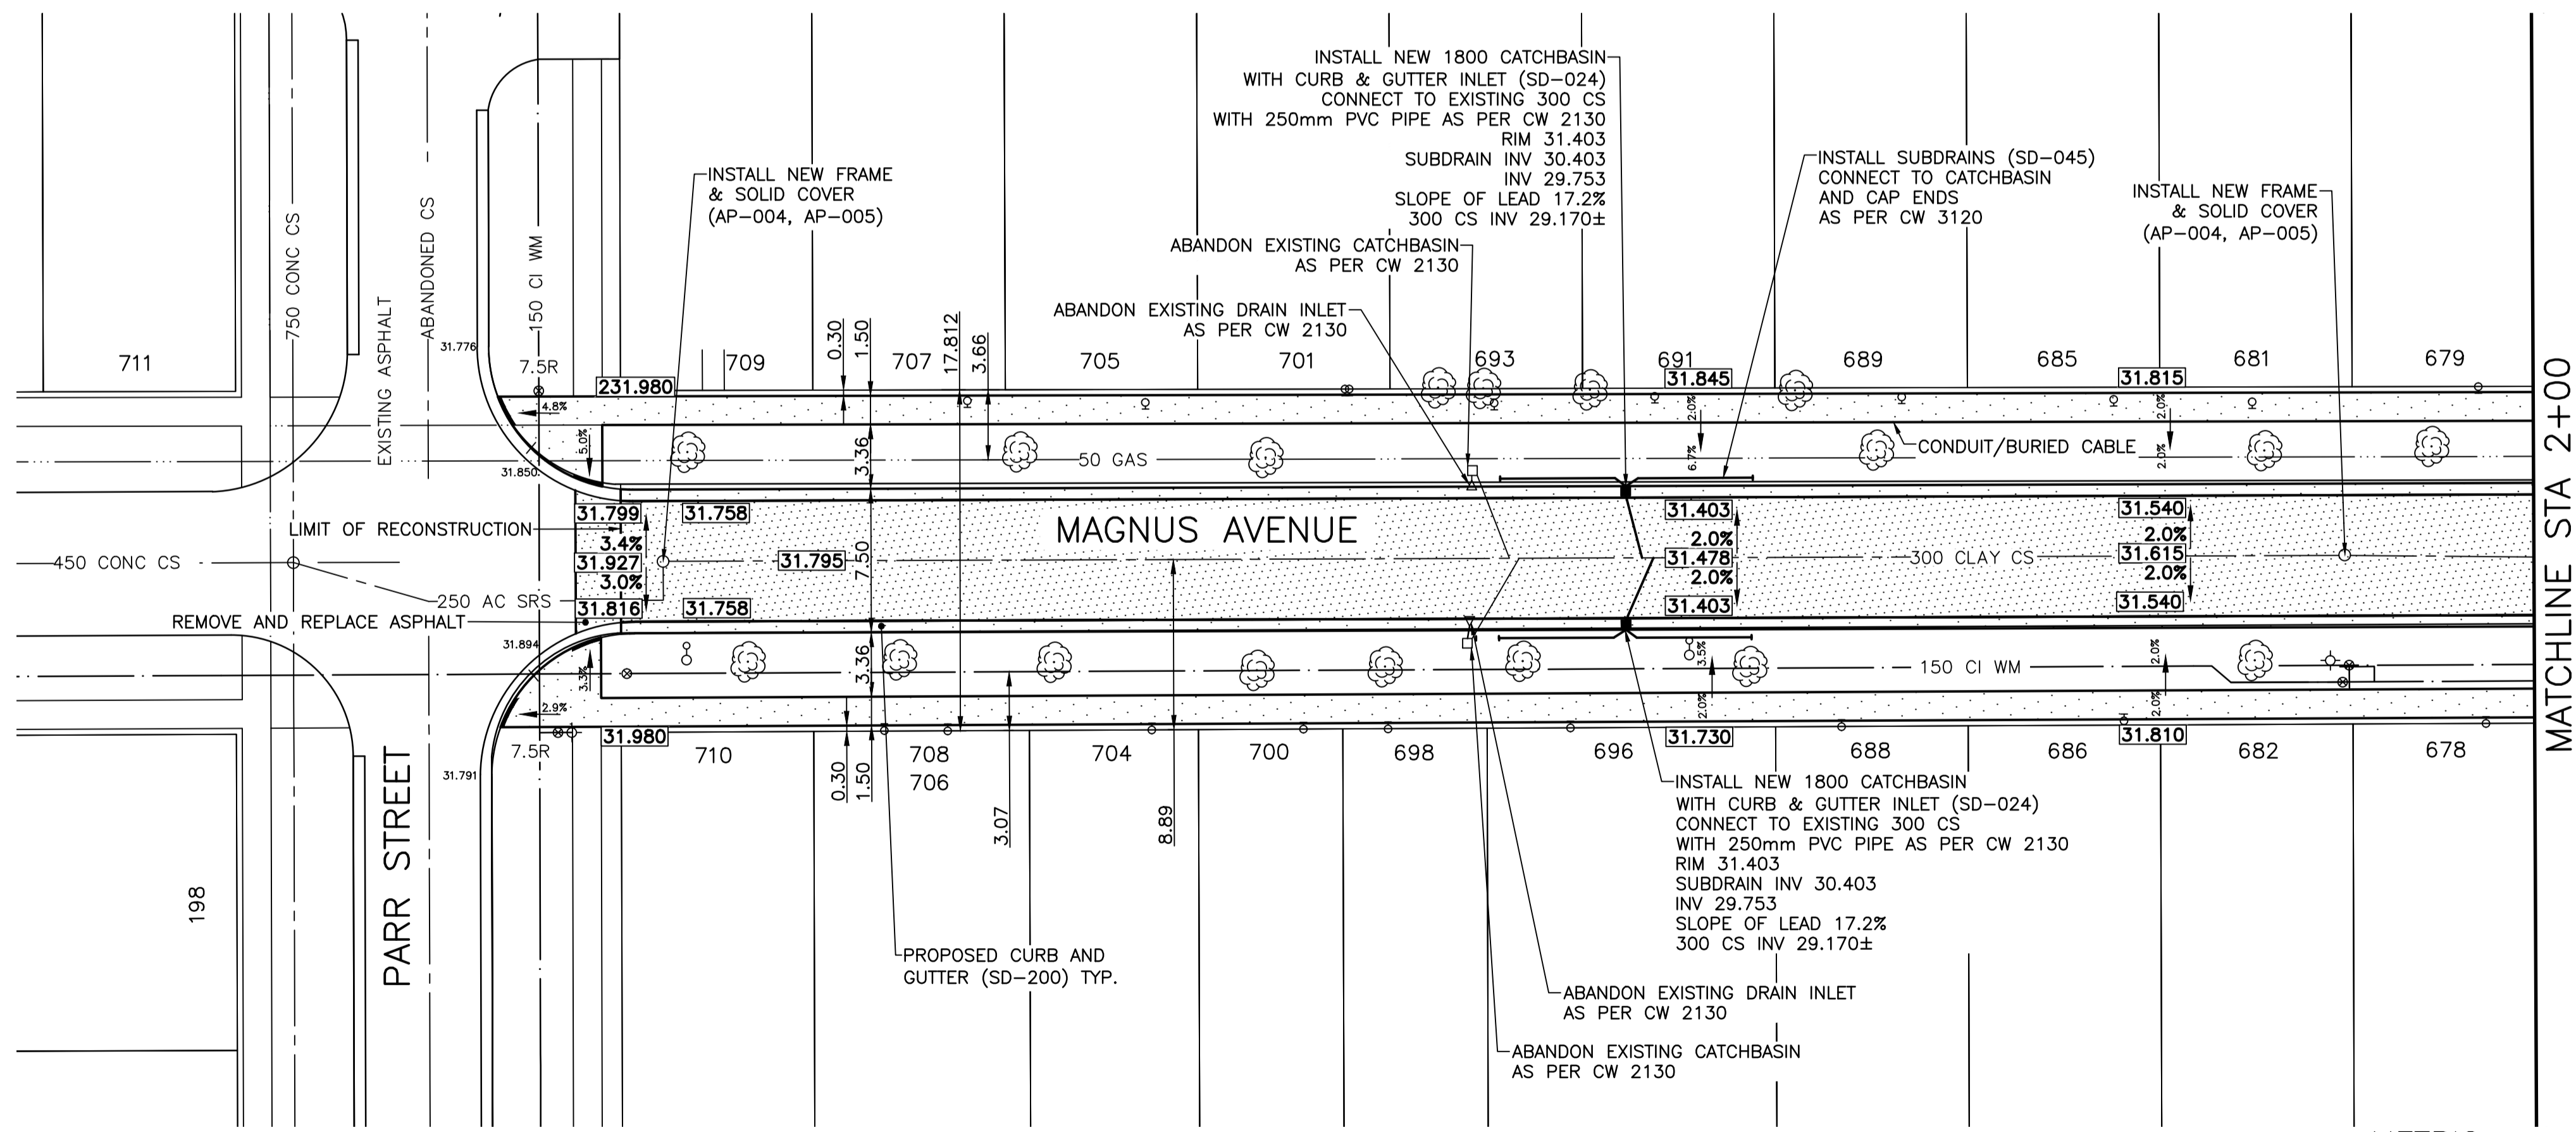 INSTALL NEW 1800 CATCHBASIN
WITH CURB & GUTTER INLET (SD-024)
CONNECT TO EXISTING 300 CS
WITH 250mm PVC PIPE AS PER CW 2130
RIM 31.403
SUBDRAIN INV 30.403
INV 29.753
SLOPE OF LEAD 17.2%
300 CS INV 29.170±
INSTALL NEW FRAME
& SOLID COVER
(AP-004, AP-005)
INSTALL SUBDRAINS (SD-045)
CONNECT TO CATCHBASIN
AND CAP ENDS
AS PER CW 3120
INSTALL NEW FRAME
& SOLID COVER
(AP-004, AP-005)
ABANDON EXISTING CATCHBASIN
AS PER CW 2130
ABANDON EXISTING DRAIN INLET
AS PER CW 2130
750 CONC CS
EXISTING ASPHALT
ABANDONED CS
150 CI WM
31.776
7.5R
0.30
1.50
17.812
3.66
711
709
707
705
701
693
691
689
685
681
679
231.980
31.845
31.815
4.8%
5.0%
31.850
3.36
50 GAS
2.0%
6.7%
CONDUIT/BURIED CABLE
2.0%
2.0%
31.799
31.758
LIMIT OF RECONSTRUCTION
3.4%
MAGNUS AVENUE
31.403
2.0%
31.540
2.0%
450 CONC CS
31.927
31.795
7.50
31.478
300 CLAY CS
31.615
3.0%
2.0%
2.0%
250 AC SRS
31.816
31.758
31.403
31.540
REMOVE AND REPLACE ASPHALT
31.894
3.3%
3.36
3.5%
150 CI WM
2.0%
2.9%
2.0%
2.0%
7.5R
31.980
31.730
31.810
710
708
706
704
700
698
696
688
686
682
678
31.791
0.30
1.50
3.07
8.89
PARR STREET
198
MATCHLINE STA 2+00
INSTALL NEW 1800 CATCHBASIN
WITH CURB & GUTTER INLET (SD-024)
CONNECT TO EXISTING 300 CS
WITH 250mm PVC PIPE AS PER CW 2130
RIM 31.403
SUBDRAIN INV 30.403
INV 29.753
SLOPE OF LEAD 17.2%
300 CS INV 29.170±
PROPOSED CURB AND
GUTTER (SD-200) TYP.
ABANDON EXISTING DRAIN INLET
AS PER CW 2130
ABANDON EXISTING CATCHBASIN
AS PER CW 2130